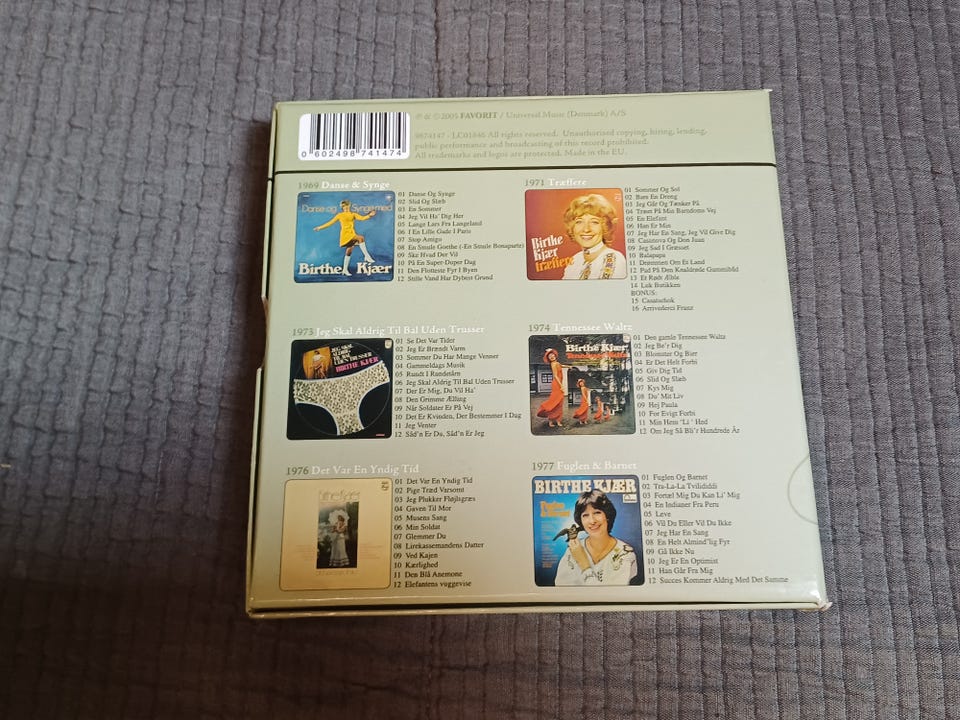 ℗ & © 2005 FAVORIT / Universal Music (Denmark) A/S
9874147 - LC01846 All rights reserved. Unauthorised copying, hiring, lending,
public performance and broadcasting of this record prohibited.
All trademarks and logos are protected. Made in the EU.
0 602498 741474
1969 Danse & Synge
Danse og Synge med
Birthe Kjær
01 Danse Og Synge
02 Slid Og Slæb
03 En Sommer
04 Jeg Vil Ha' Dig Her
05 Lange Lars Fra Langeland
06 I En Lille Gade I Paris
07 Stop Amigo
08 En Smule Goethe (-En Smule Bonaparte)
09 Ske Hvad Der Vil
10 På En Super-Duper Dag
11 Den Flotteste Fyr I Byen
12 Stille Vand Har Dybest Grund
1971 Træffere
Birthe
Kjær
træffere
01 Sommer Og Sol
02 Bare En Dreng
03 Jeg Går Og Tænker På
04 Træet På Min Barndoms Vej
05 En Elefant
06 Han Er Min
07 Jeg Har En Sang, Jeg Vil Give Dig
08 Casanova Og Don Juan
09 Jeg Sad I Græsset
10 Balapapa
11 Drømmen Om Et Land
12 Pud På Den Knaldrøde Gummibåd
13 Et Rødt Æble
14 Luk Butikken
BONUS:
15 Casatschok
16 Arrivederci Franz
1973 Jeg Skal Aldrig Til Bal Uden Trusser
JEG SKAL
ALDRIG
TIL BAL
UDEN TRUSSER
BIRTHE KJÆR
01 Se Det Var Tider
02 Jeg Er Brændt Varm
03 Sommer Du Har Mange Venner
04 Gammeldags Musik
05 Rundt I Rundetårn
06 Jeg Skal Aldrig Til Bal Uden Trusser
07 Der Er Mig, Du Vil Ha'
08 Den Grimme Ælling
09 Når Soldater Er På Vej
10 Det Er Kvinden, Der Bestemmer I Dag
11 Jeg Venter
12 Såd'n Er Du, Såd'n Er Jeg
1974 Tennessee Waltz
Birthe Kjær
Tennessee Waltz
01 Den gamle Tennessee Waltz
02 Jeg Be'r Dig
03 Blomster Og Bier
04 Er Det Helt Forbi
05 Giv Dig Tid
06 Slid Og Slæb
07 Kys Mig
08 Du' Mit Liv
09 Hej Paula
10 For Evigt Forbi
11 Min Hem "Li' " Hed
12 Om Jeg Så Bli'r Hundrede År
1976 Det Var En Yndig Tid
birthe kjær
01 Det Var En Yndig Tid
02 Pige Træd Varsomt
03 Jeg Plukker Fløjlsgræs
04 Gaven Til Mor
05 Musens Sang
06 Min Soldat
07 Glemmer Du
08 Lirekassemandens Datter
09 Ved Kajen
10 Kærlighed
11 Den Blå Anemone
12 Elefantens vuggevise
1977 Fuglen & Barnet
BIRTHE KJÆR
Fuglen
& Barnet
01 Fuglen Og Barnet
02 Tra-La-La Tvilididdi
03 Fortæl Mig Du Kan Li' Mig
04 En Indianer Fra Peru
05 Leve
06 Vil Du Eller Vil Du Ikke
07 Jeg Har En Sang
08 En Helt Almind'lig Fyr
09 Gå Ikke Nu
10 Jeg Er En Optimist
11 Han Går Fra Mig
12 Succes Kommer Aldrig Med Det Samme